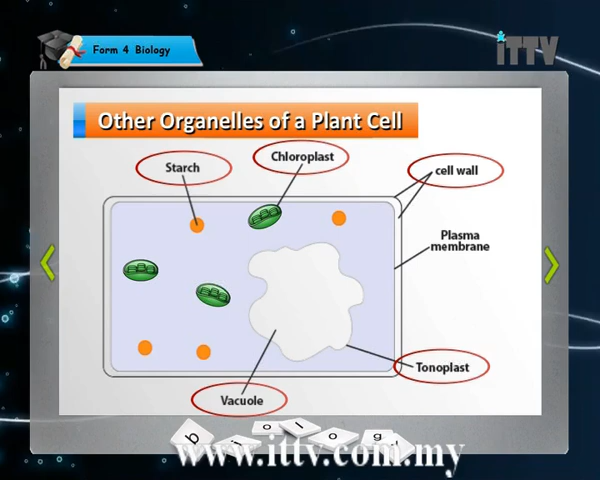 Form 4 Biology
iTTV
Other Organelles of a Plant Cell
Starch
Chloroplast
cell wall
Plasma
membrane
Tonoplast
Vacuole
b i o l o g y
www.ittv.com.my